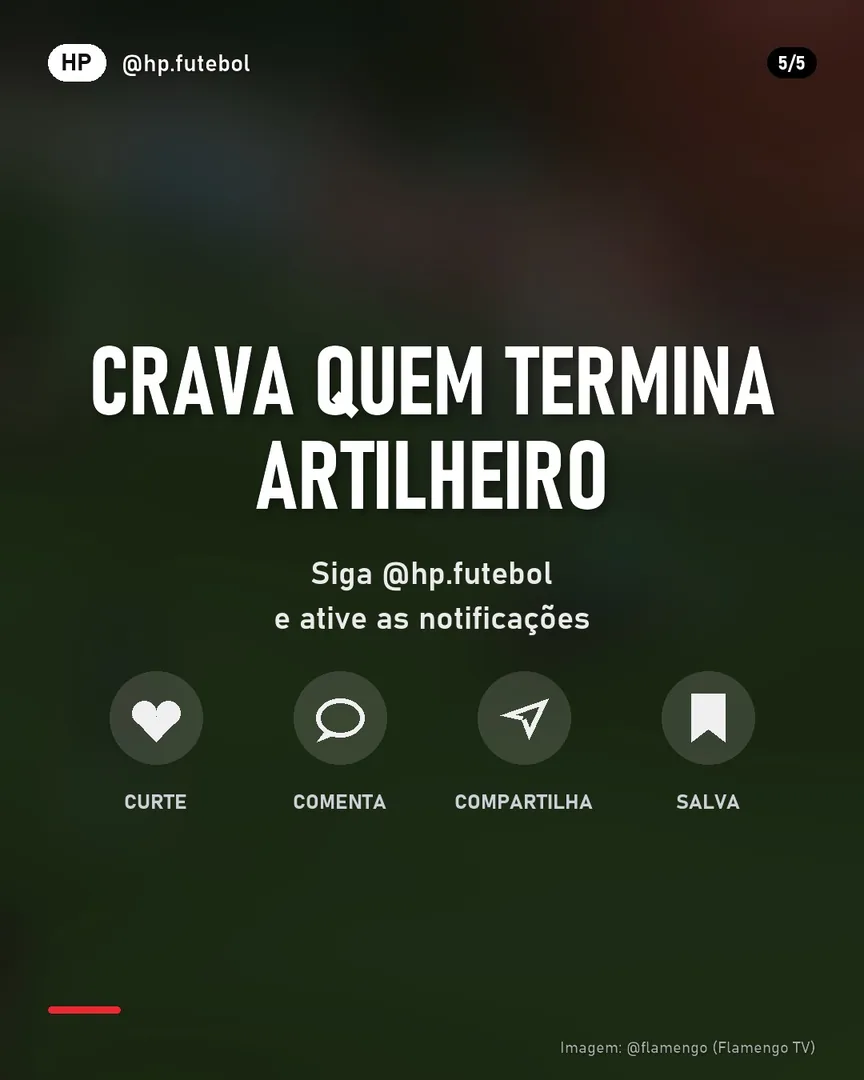 HP @hp.futebol 5/5
CRAVA QUEM TERMINA
ARTILHEIRO
Siga @hp.futebol
e ative as notificações
CURTE COMENTA COMPARTILHA SALVA
Imagem: @flamengo (Flamengo TV)